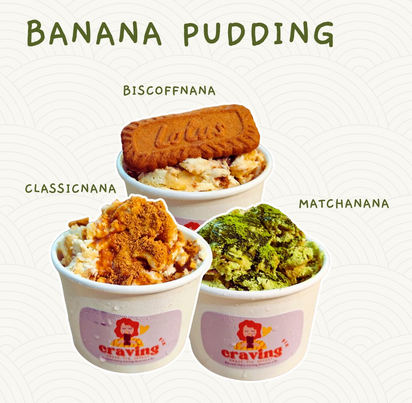 BANANA PUDDING
BISCOFFNANA
Lotus
CLASSICNANA
MATCHANANA
craving
craving